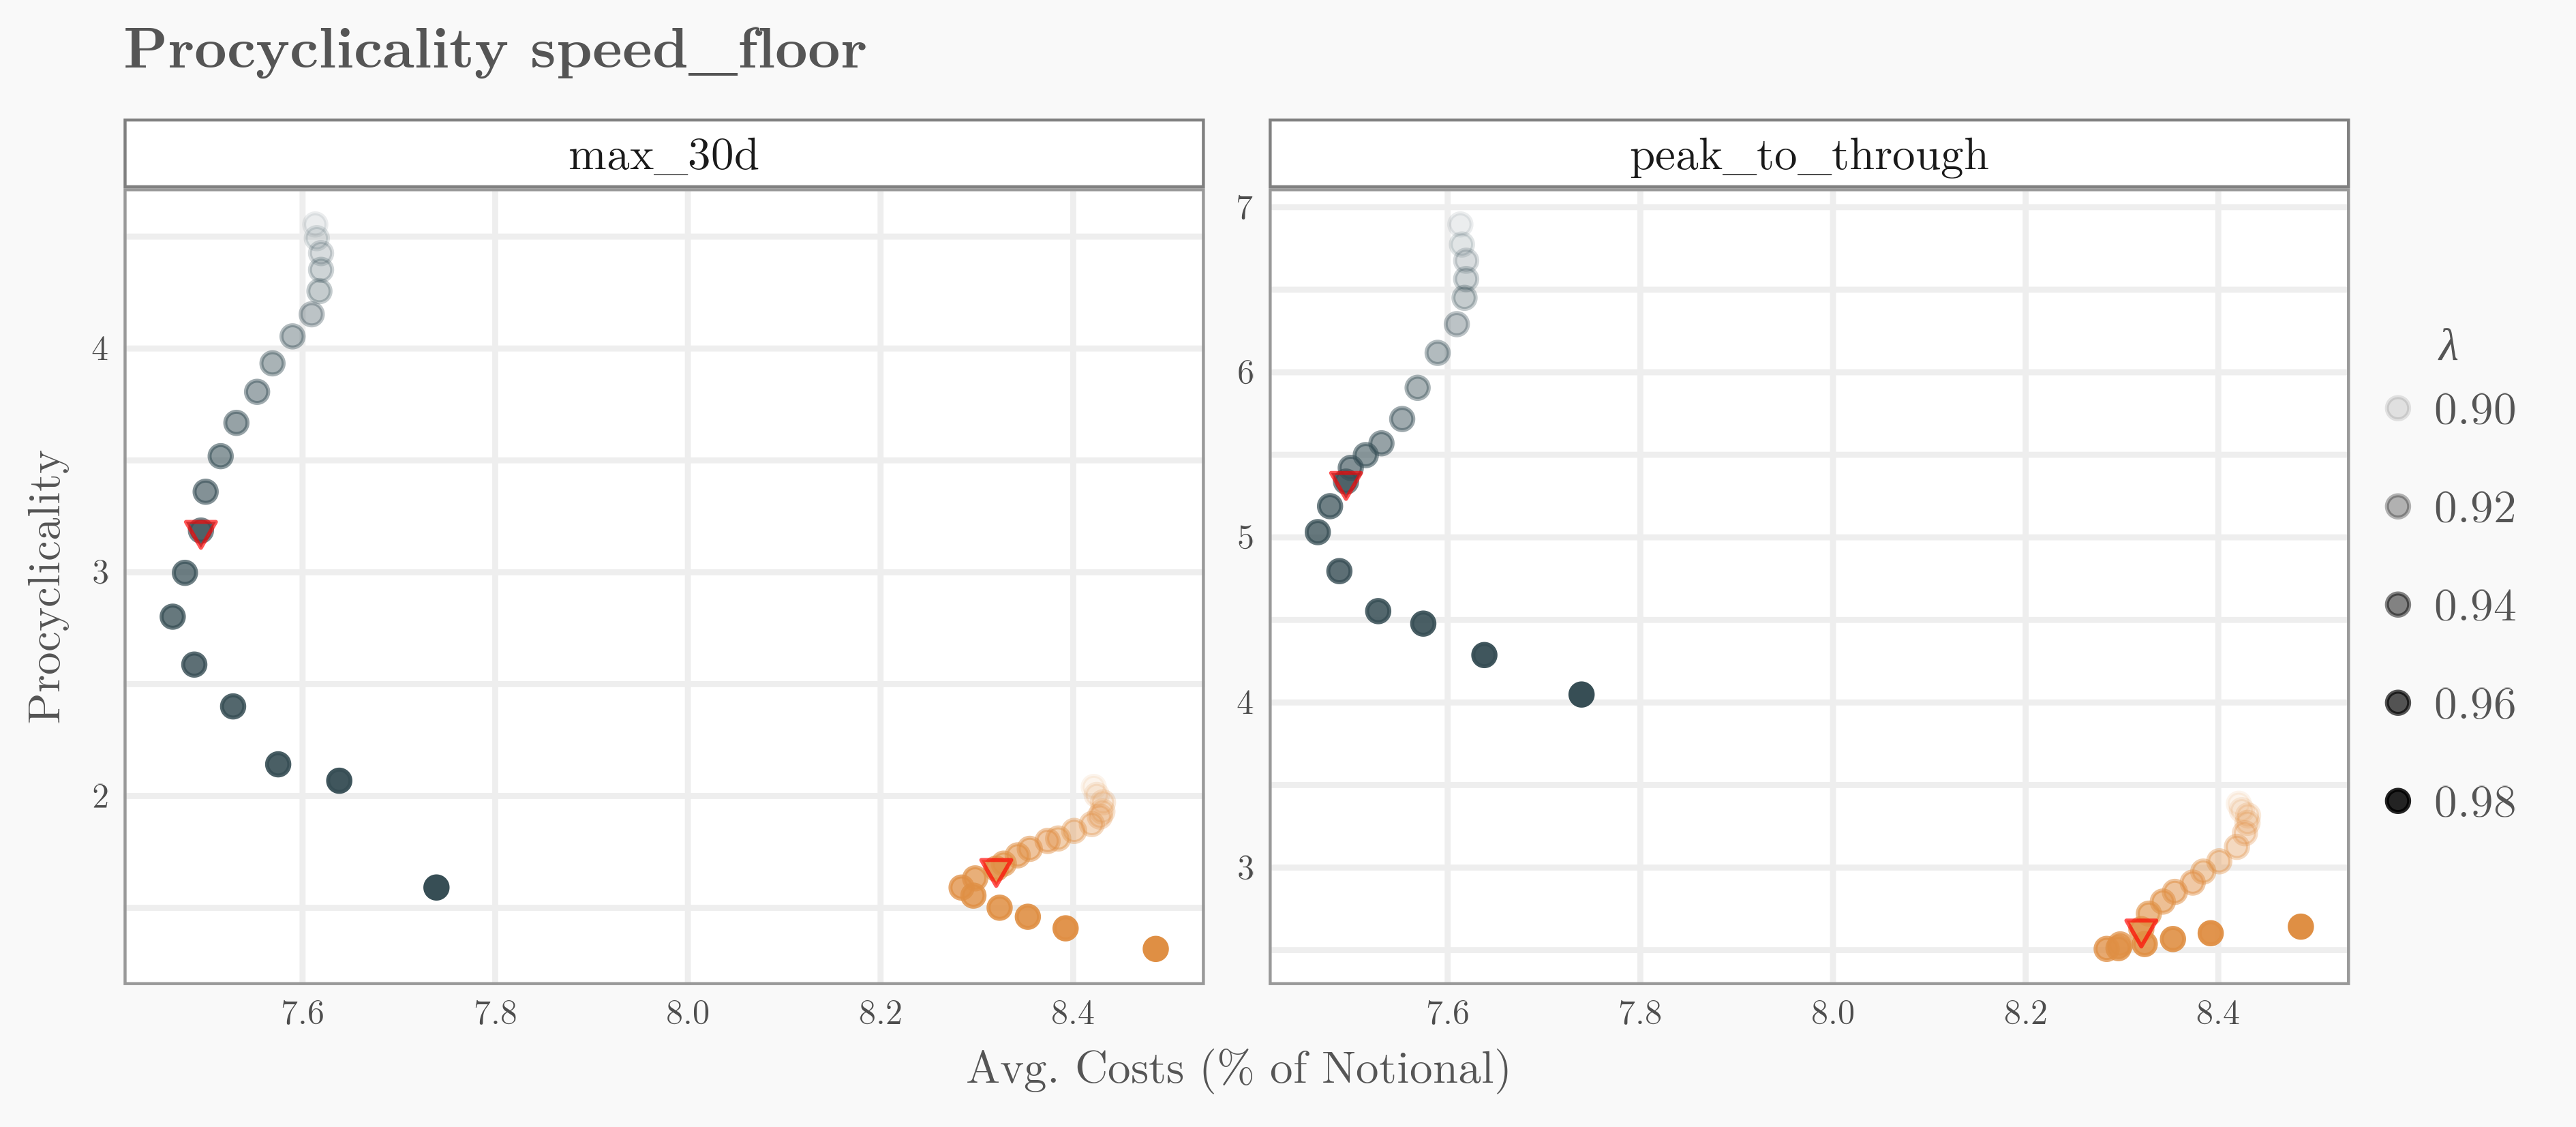 Procyclicality speed_floor
max_30d
peak_to_through
Procyclicality
4
3
2
7
6
5
4
3
7.6 7.8 8.0 8.2 8.4
7.6 7.8 8.0 8.2 8.4
Avg. Costs (% of Notional)
λ
0.90
0.92
0.94
0.96
0.98